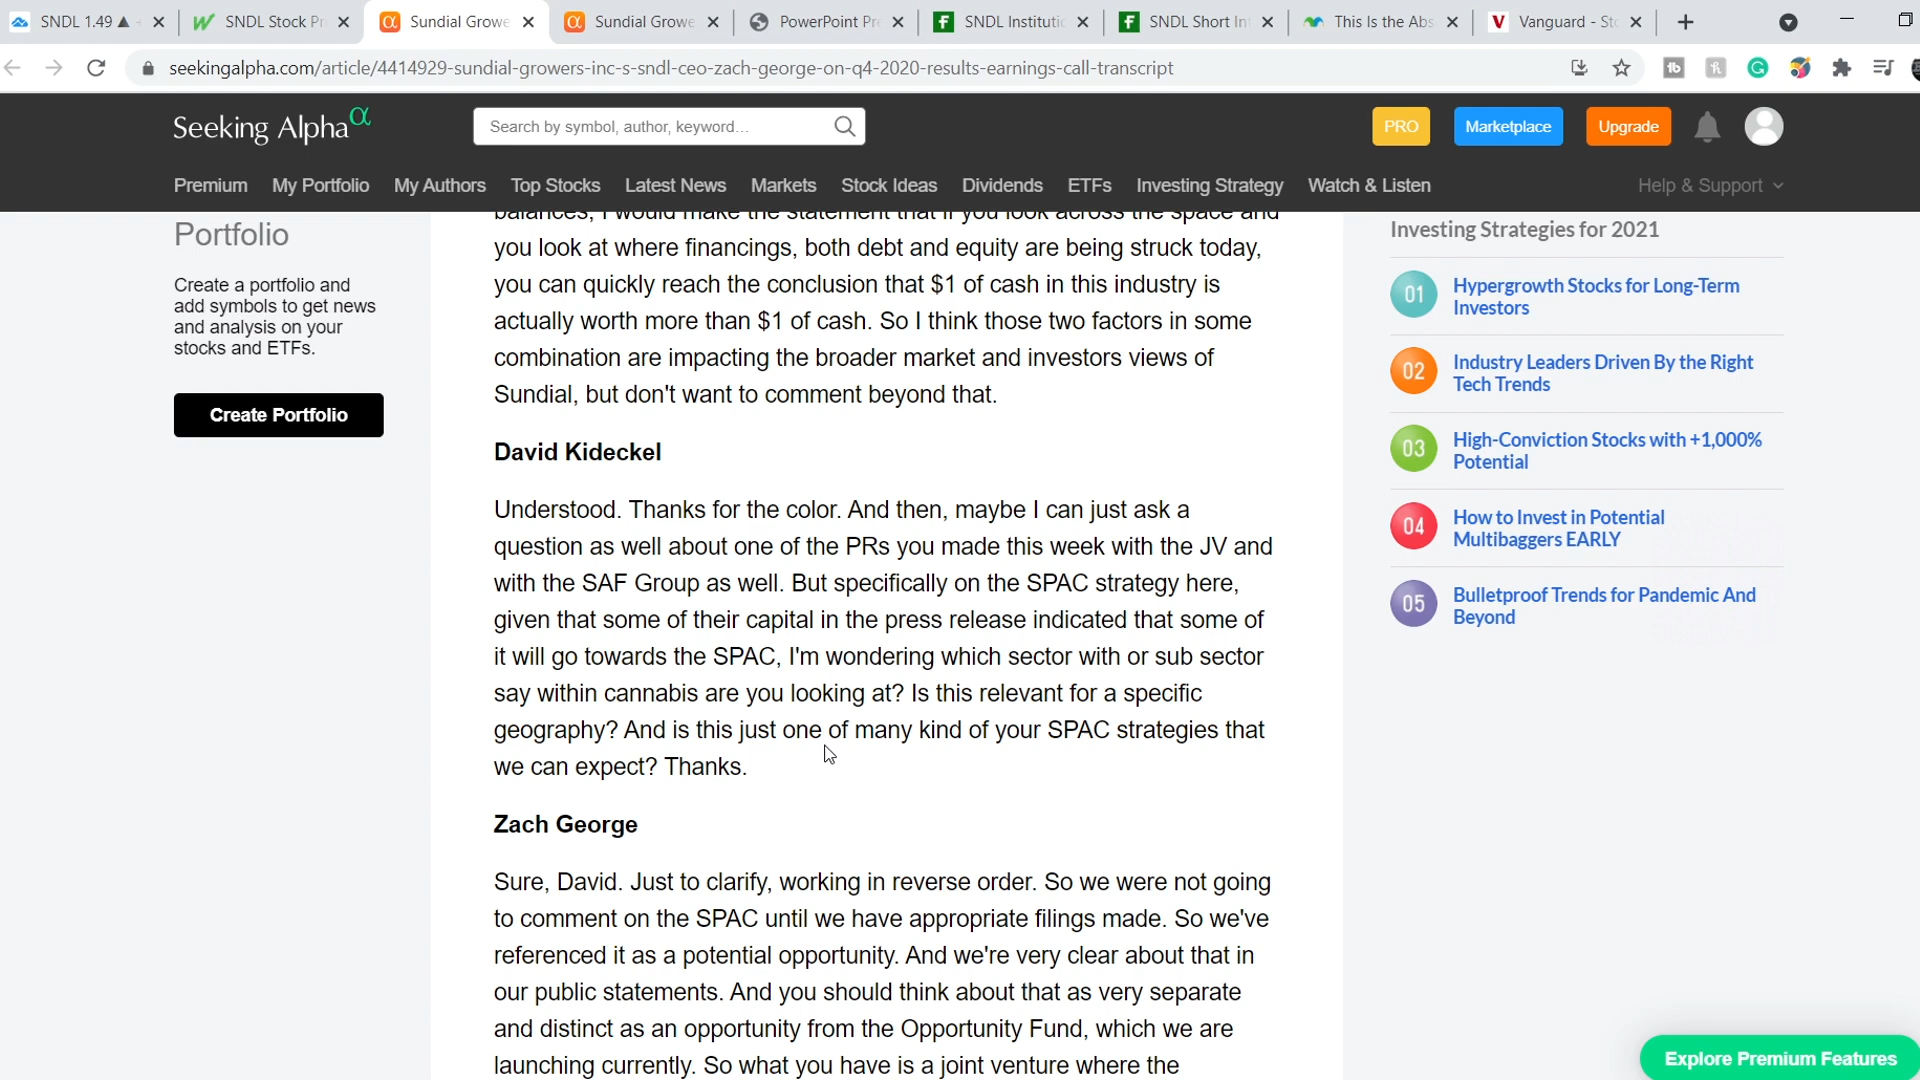 SNDL 1.49 ▲
SNDL Stock Pr
Sundial Growe
Sundial Growe
PowerPoint Pr
SNDL Institutio
SNDL Short Int
This Is the Abs
Vanguard - Sto
seekingalpha.com/article/4414929-sundial-growers-inc-s-sndl-ceo-zach-george-on-q4-2020-results-earnings-call-transcript
Seeking Alpha α
Search by symbol, author, keyword...
PRO
Marketplace
Upgrade
Premium
My Portfolio
My Authors
Top Stocks
Latest News
Markets
Stock Ideas
Dividends
ETFs
Investing Strategy
Watch & Listen
Help & Support
Portfolio
Create a portfolio and
add symbols to get news
and analysis on your
stocks and ETFs.
Create Portfolio
balances, I would make the statement that if you look across the space and
you look at where financings, both debt and equity are being struck today,
you can quickly reach the conclusion that $1 of cash in this industry is
actually worth more than $1 of cash. So I think those two factors in some
combination are impacting the broader market and investors views of
Sundial, but don't want to comment beyond that.
David Kideckel
Understood. Thanks for the color. And then, maybe I can just ask a
question as well about one of the PRs you made this week with the JV and
with the SAF Group as well. But specifically on the SPAC strategy here,
given that some of their capital in the press release indicated that some of
it will go towards the SPAC, I'm wondering which sector with or sub sector
say within cannabis are you looking at? Is this relevant for a specific
geography? And is this just one of many kind of your SPAC strategies that
we can expect? Thanks.
Zach George
Sure, David. Just to clarify, working in reverse order. So we were not going
to comment on the SPAC until we have appropriate filings made. So we've
referenced it as a potential opportunity. And we're very clear about that in
our public statements. And you should think about that as very separate
and distinct as an opportunity from the Opportunity Fund, which we are
launching currently. So what you have is a joint venture where the
Investing Strategies for 2021
01
Hypergrowth Stocks for Long-Term
Investors
02
Industry Leaders Driven By the Right
Tech Trends
03
High-Conviction Stocks with +1,000%
Potential
04
How to Invest in Potential
Multibaggers EARLY
05
Bulletproof Trends for Pandemic And
Beyond
Explore Premium Features